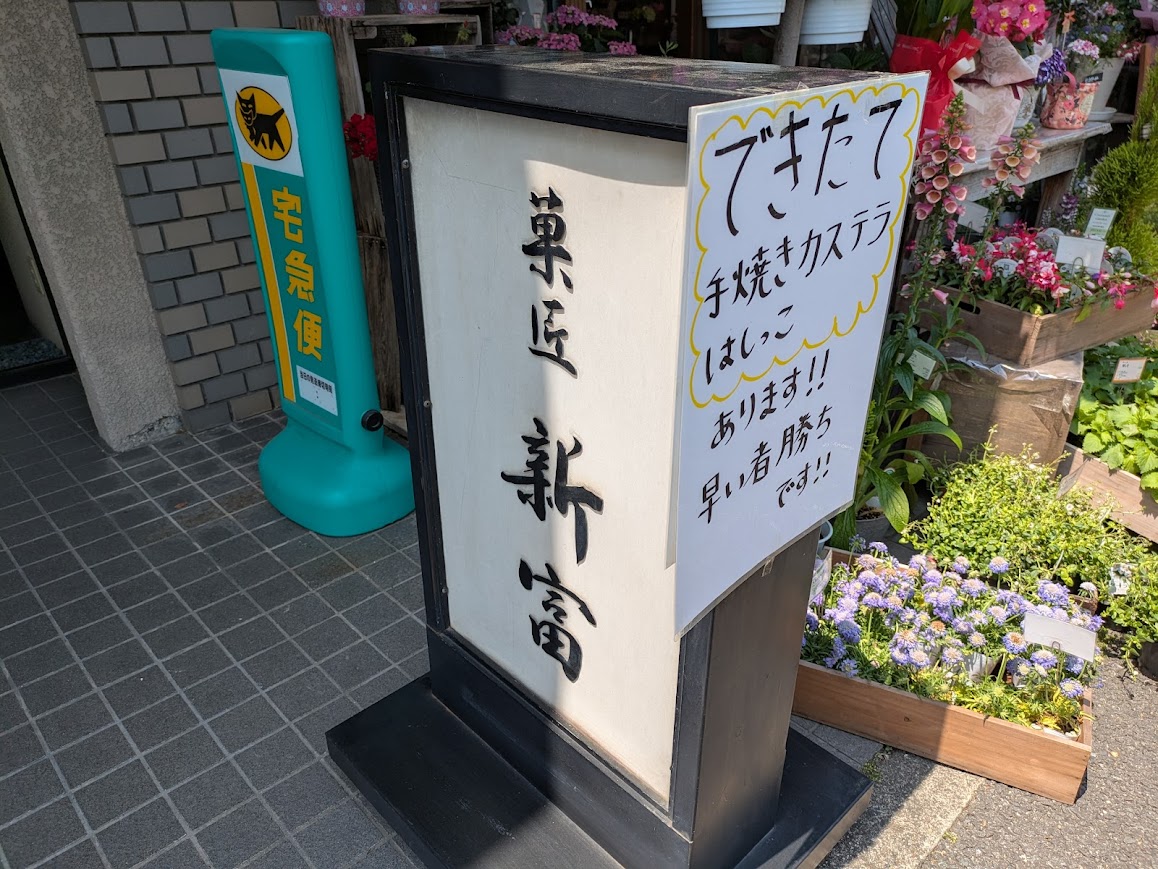 宅急便
菓匠 新富
できたて
手焼きカステラ
はしっこ
あります!!
早い者勝ち
です!!